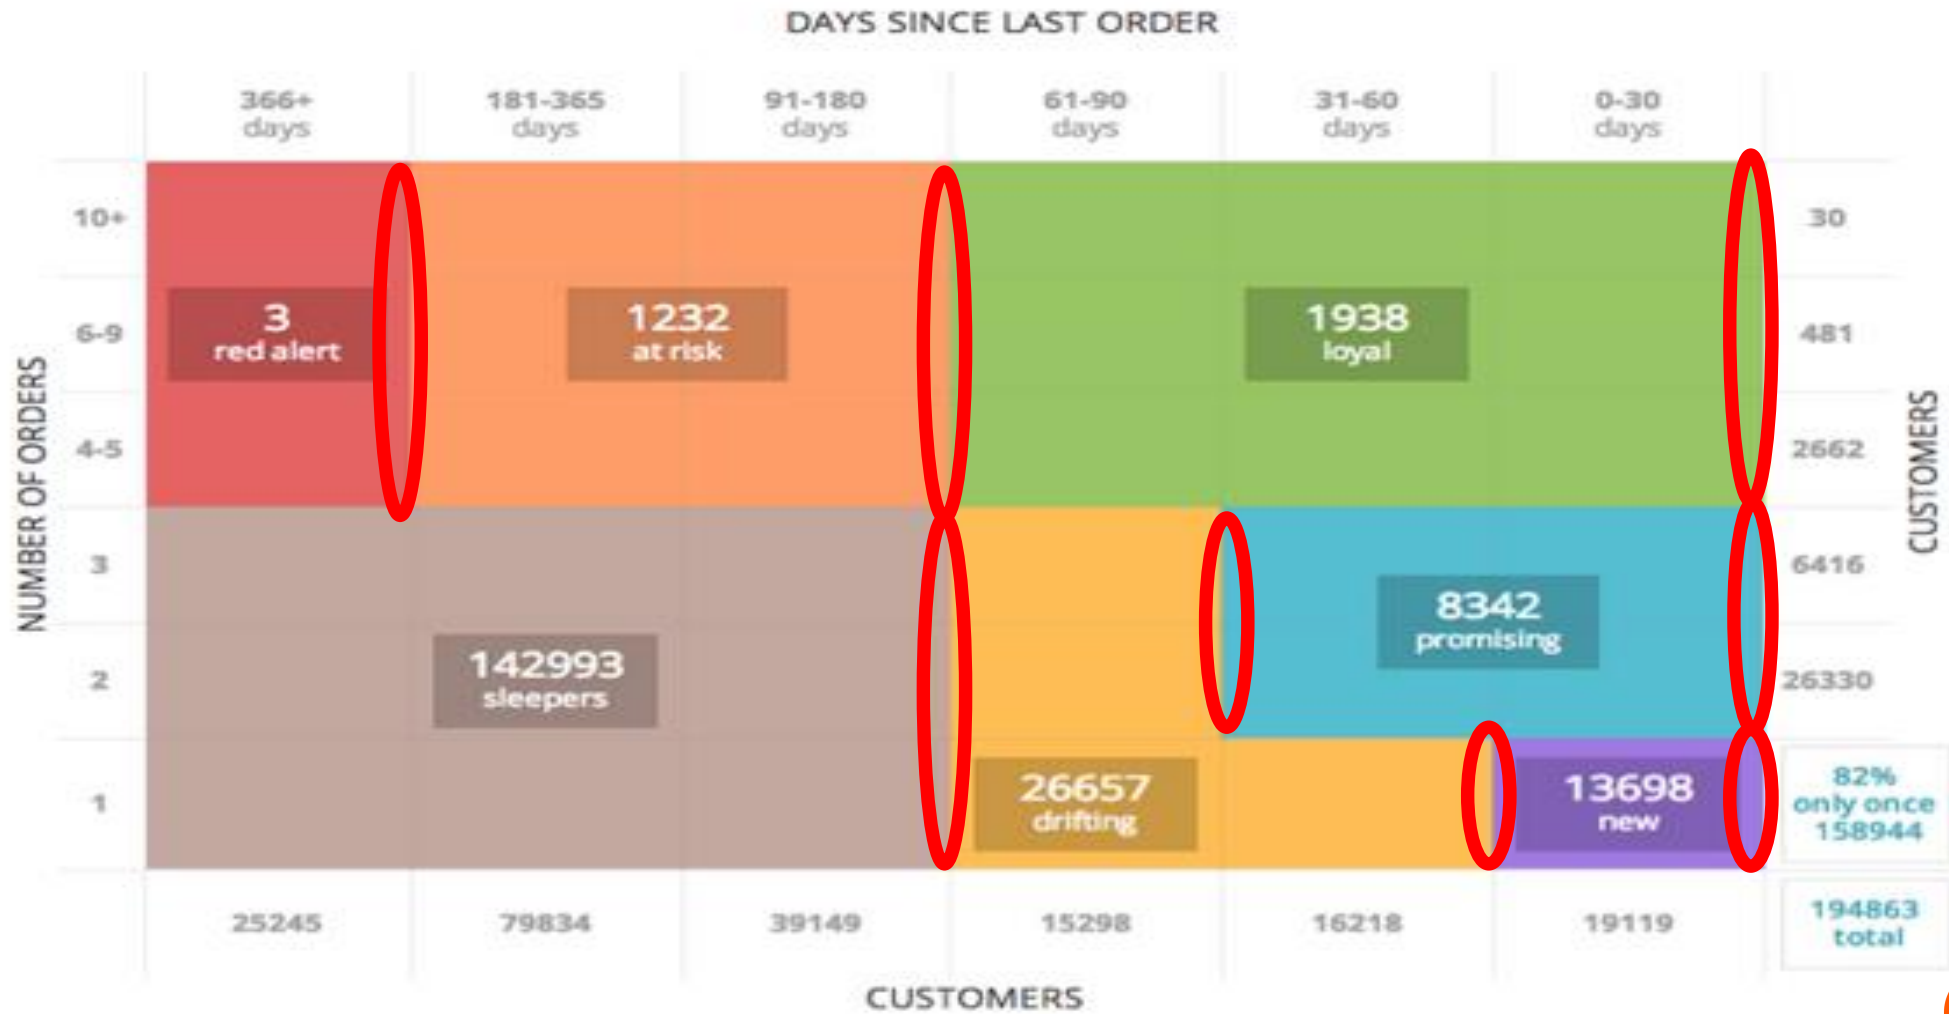 DAYS SINCE LAST ORDER
366+ 181-365 91-180 61-90 31-60 0-30
days days days days days days
10+ 30
3 1232 1938
6-9 481
red alert at risk loyal
4-5 2662
NUMBER OF ORDERS
CUSTOMERS
3 6416
8342
promising
142993
2 26330
sleepers
82%
26657 13698
1 only once
drifting new
158944
25245 79834 39149 15298 16218 19119
194863
total
CUSTOMERS